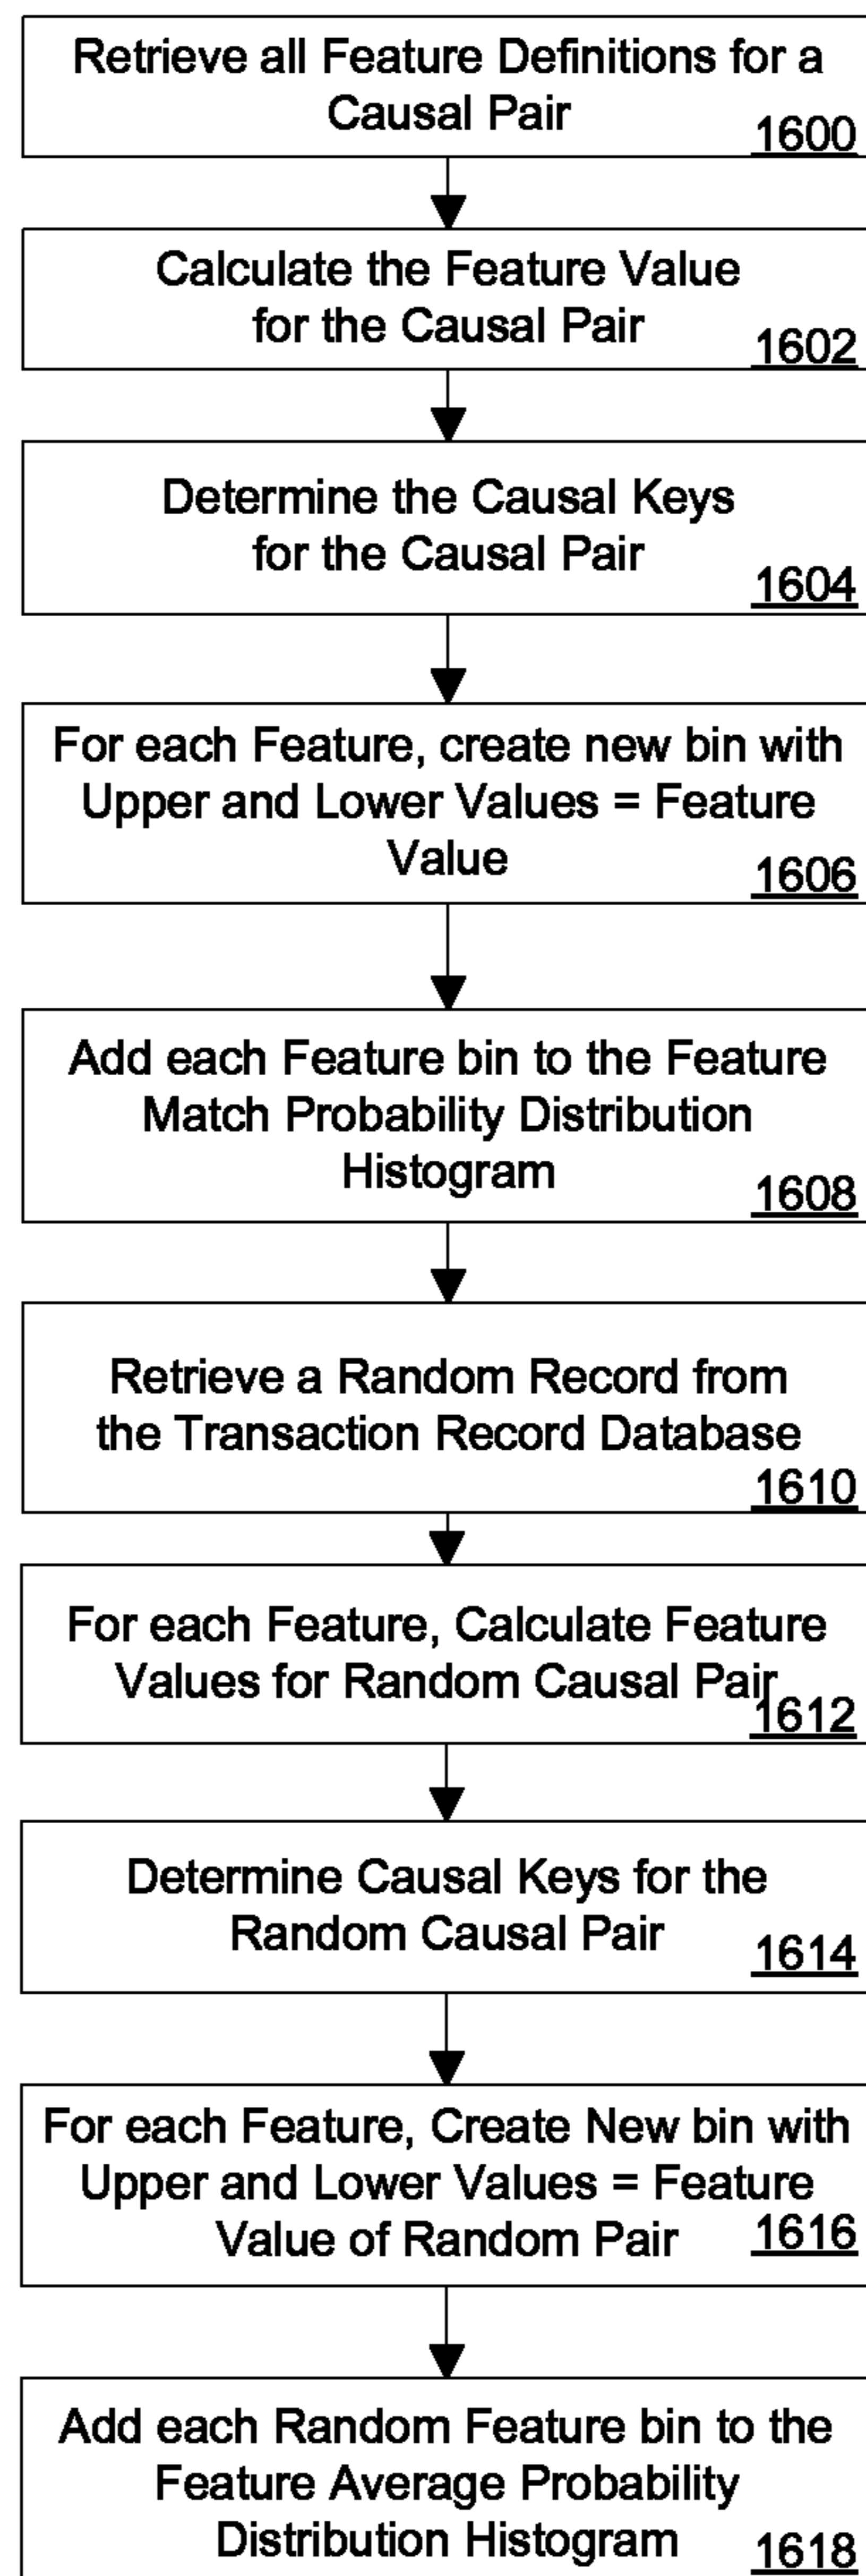 Retrieve all Feature Definitions for a
Causal Pair
1600
Calculate the Feature Value
for the Causal Pair
1602
Determine the Causal Keys
for the Causal Pair
1604
For each Feature, create new bin with
Upper and Lower Values = Feature
Value
1606
Add each Feature bin to the Feature
Match Probability Distribution
Histogram
1608
Retrieve a Random Record from
the Transaction Record Database
1610
For each Feature, Calculate Feature
Values for Random Causal Pair
1612
Determine Causal Keys for the
Random Causal Pair
1614
For each Feature, Create New bin with
Upper and Lower Values = Feature
Value of Random Pair
1616
Add each Random Feature bin to the
Feature Average Probability
Distribution Histogram
1618